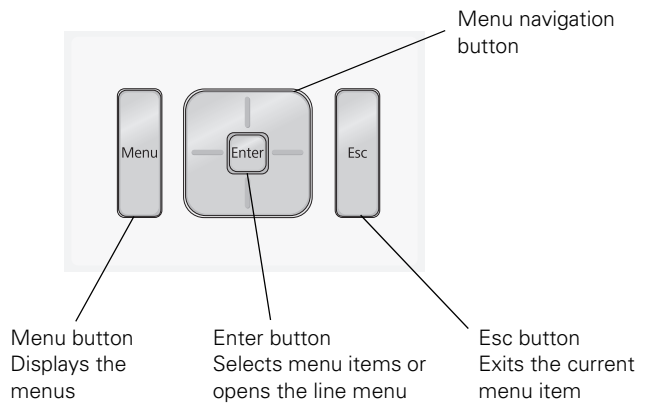 Menu navigation
button
Menu
Enter
Esc
Menu button
Displays the
menus
Enter button
Selects menu items or
opens the line menu
Esc button
Exits the current
menu item